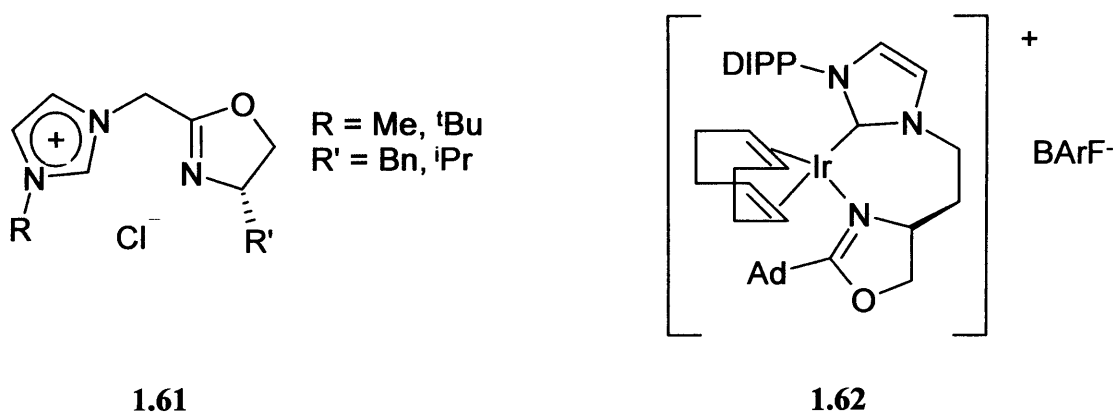 O
N
+
N
N
R
Cl⁻
R'
R = Me, ᵗBu
R' = Bn, ⁱPr
1.61
+
DIPP
N
N
Ir
N
Ad
O
BArF⁻
1.62